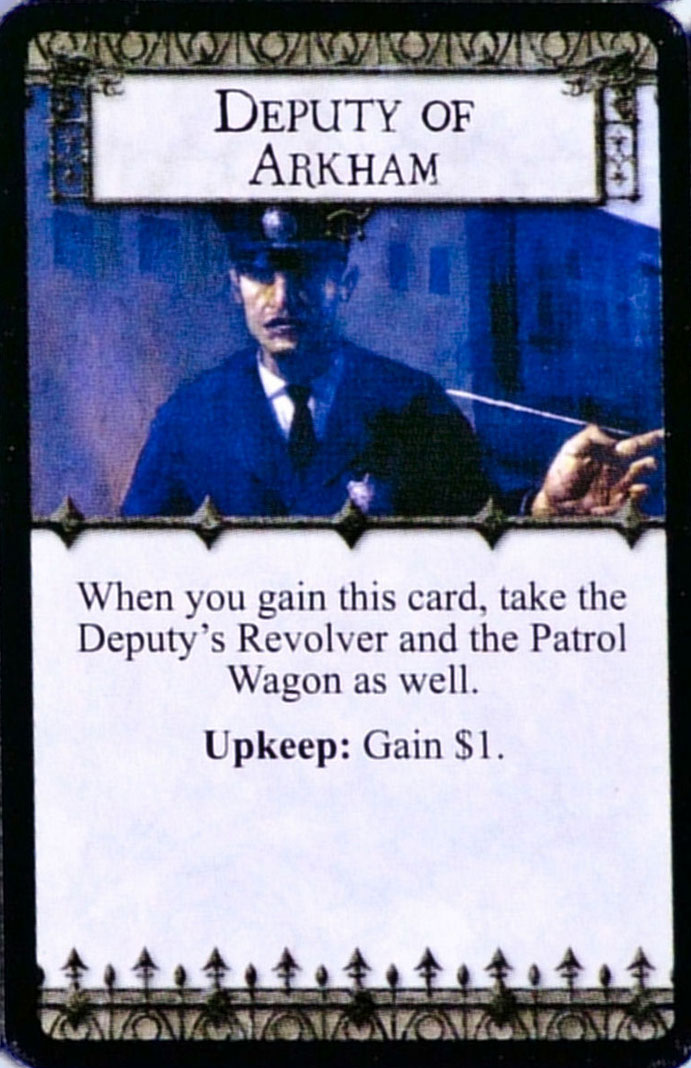 Deputy of
Arkham
When you gain this card, take the
Deputy's Revolver and the Patrol
Wagon as well.
Upkeep: Gain $1.